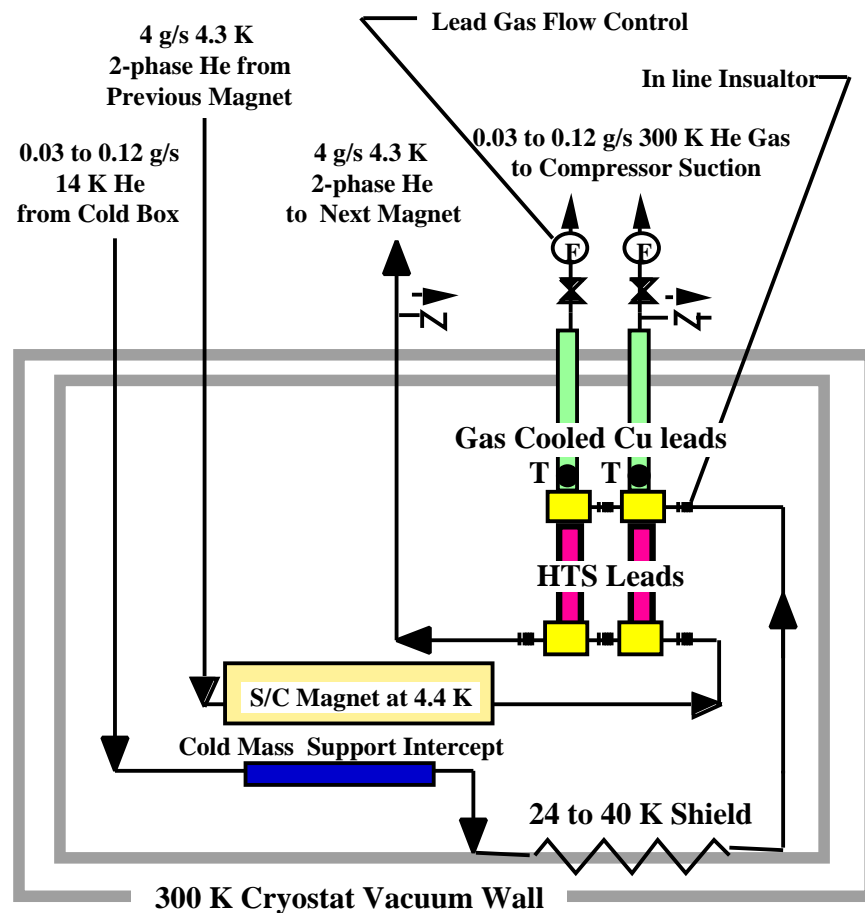 Lead Gas Flow Control
4 g/s 4.3 K
2-phase He from
Previous Magnet
In line Insualtor
0.03 to 0.12 g/s
14 K He
from Cold Box
4 g/s 4.3 K
2-phase He
to Next Magnet
0.03 to 0.12 g/s 300 K He Gas
to Compressor Suction
F
F
Gas Cooled Cu leads
T
T
HTS Leads
S/C Magnet at 4.4 K
Cold Mass Support Intercept
24 to 40 K Shield
300 K Cryostat Vacuum Wall